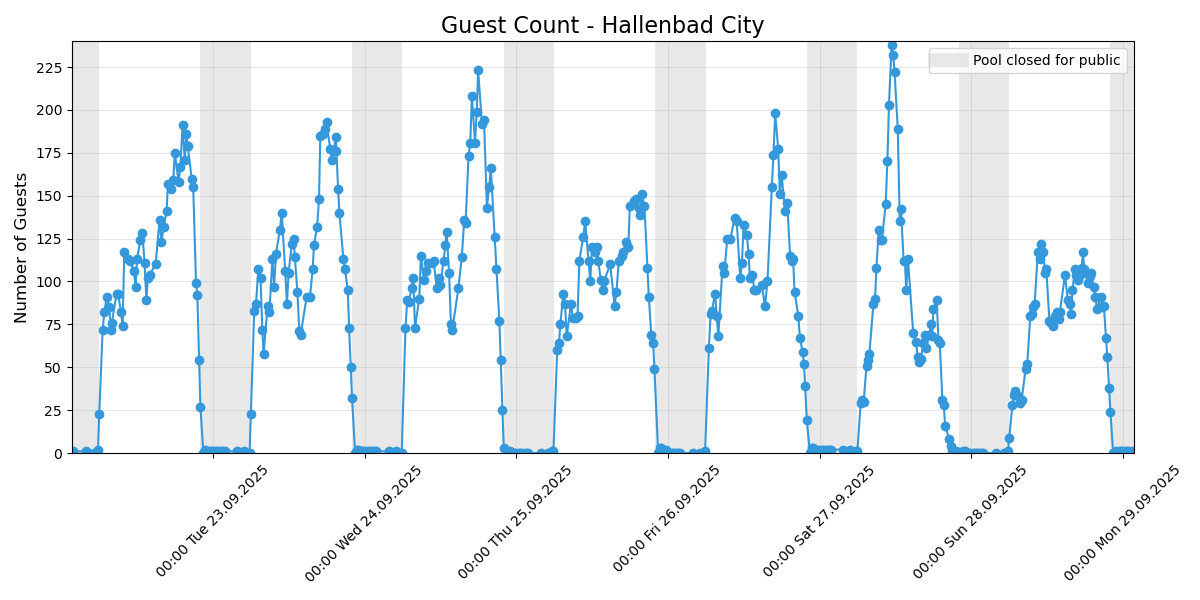 Guest Count - Hallenbad City
Pool closed for public
Number of Guests
225
200
175
150
125
100
75
50
25
0
00:00 Tue 23.09.2025
00:00 Wed 24.09.2025
00:00 Thu 25.09.2025
00:00 Fri 26.09.2025
00:00 Sat 27.09.2025
00:00 Sun 28.09.2025
00:00 Mon 29.09.2025